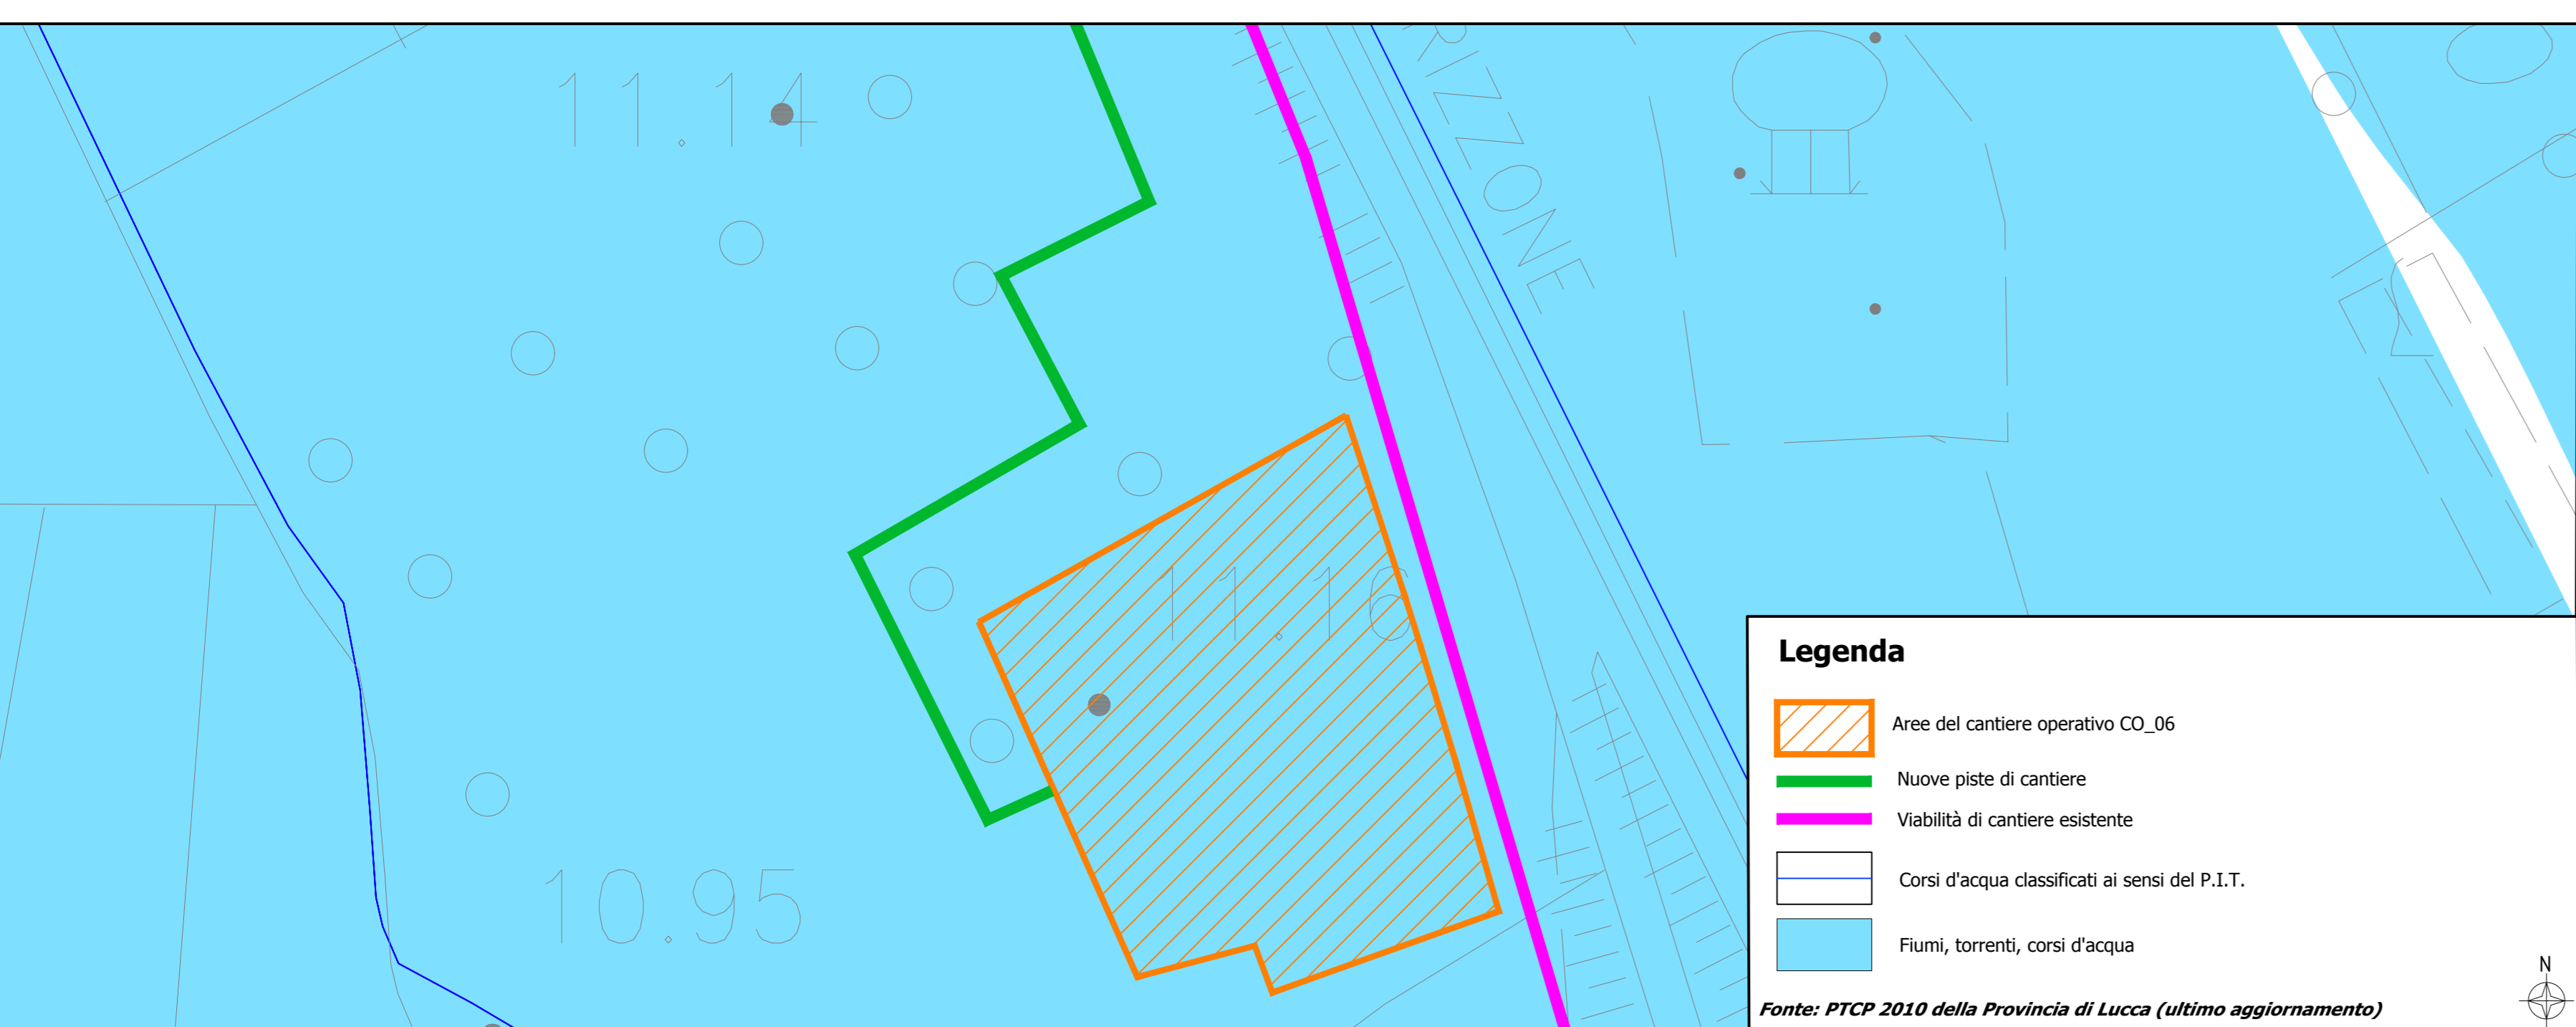 11.14
NZONE
11.16
10.95
Legenda
Aree del cantiere operativo CO_06
Nuove piste di cantiere
Viabilità di cantiere esistente
Corsi d'acqua classificati ai sensi del P.I.T.
Fiumi, torrenti, corsi d'acqua
N
Fonte: PTCP 2010 della Provincia di Lucca (ultimo aggiornamento)